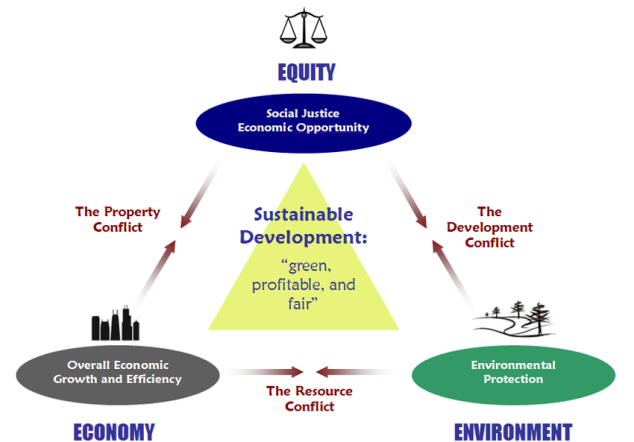 EQUITY
Social Justice
Economic Opportunity
The Property
Conflict
Sustainable
Development:
“green,
profitable, and
fair”
The
Development
Conflict
Overall Economic
Growth and Efficiency
The Resource
Conflict
Environmental
Protection
ECONOMY
ENVIRONMENT